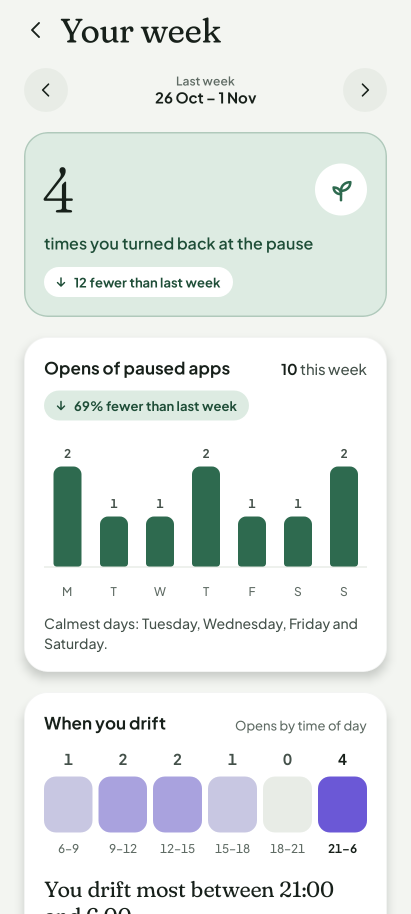 Your week
Last week
26 Oct – 1 Nov
4
times you turned back at the pause
↓ 12 fewer than last week
Opens of paused apps
10 this week
↓ 69% fewer than last week
2 1 1 2 1 1 2
M T W T F S S
Calmest days: Tuesday, Wednesday, Friday and
Saturday.
When you drift
Opens by time of day
1 2 2 1 0 4
6–9 9–12 12–15 15–18 18–21 21–6
You drift most between 21:00
and 6:00